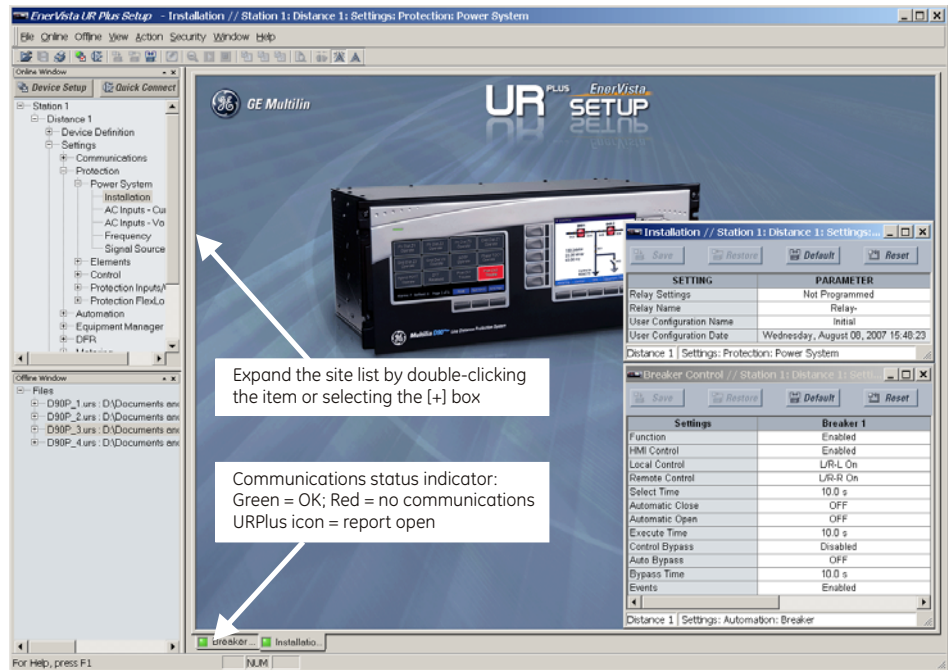 EnerVista UR Plus Setup - Installation // Station 1: Distance 1: Settings: Protection: Power System
File Online Offline View Action Security Window Help
Online Window
Device Setup Quick Connect
Station 1
Distance 1
Device Definition
Settings
Communications
Protection
Power System
Installation
AC Inputs - Cur
AC Inputs - Vo
Frequency
Signal Source
Elements
Control
Protection Inputs/
Protection FlexLo
Automation
Equipment Manager
DFR
Metering
Offline Window
Files
D90P_1.urs : D:\Documents and
D90P_2.urs : D:\Documents and
D90P_3.urs : D:\Documents and
D90P_4.urs : D:\Documents and
GE Multilin
UR PLUS EnerVista
SETUP
Multilin D90 Plus Line Distance Protection System
Expand the site list by double-clicking
the item or selecting the [+] box
Communications status indicator:
Green = OK; Red = no communications
URPlus icon = report open
Installation // Station 1: Distance 1: Settings:...
Save Restore Default Reset
SETTING PARAMETER
Relay Settings Not Programmed
Relay Name Relay-
User Configuration Name Initial
User Configuration Date Wednesday, August 08, 2007 15:48:23
Distance 1 Settings: Protection: Power System
Breaker Control // Station 1: Distance 1: Setti...
Save Restore Default Reset
Settings Breaker 1
Function Enabled
HMI Control Enabled
Local Control L/R-L On
Remote Control L/R-R On
Select Time 10.0 s
Automatic Close OFF
Automatic Open OFF
Execute Time 10.0 s
Control Bypass Disabled
Auto Bypass OFF
Bypass Time 10.0 s
Events Enabled
Distance 1 Settings: Automation: Breaker
Breaker... Installatio...
For Help, press F1 NUM